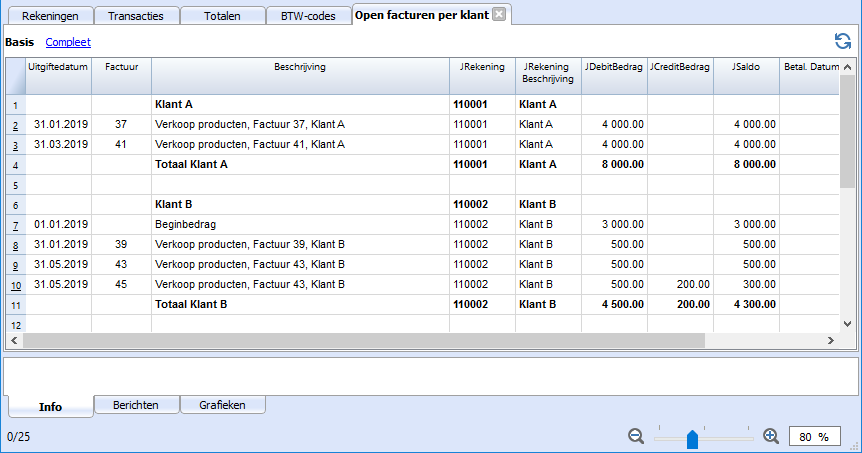 Rekeningen Transacties Totalen BTW-codes Open facturen per klant
Basis Compleet
Uitgiftedatum Factuur Beschrijving JRekening JRekening Beschrijving JDebitBedrag JCreditBedrag JSaldo Betal. Datum
1 Klant A 110001 Klant A
2 31.01.2019 37 Verkoop producten, Factuur 37, Klant A 110001 Klant A 4 000.00 4 000.00
3 31.03.2019 41 Verkoop producten, Factuur 41, Klant A 110001 Klant A 4 000.00 4 000.00
4 Totaal Klant A 110001 Klant A 8 000.00 8 000.00
5
6 Klant B 110002 Klant B
7 01.01.2019 Beginbedrag 110002 Klant B 3 000.00 3 000.00
8 31.01.2019 39 Verkoop producten, Factuur 39, Klant B 110002 Klant B 500.00 500.00
9 31.05.2019 43 Verkoop producten, Factuur 43, Klant B 110002 Klant B 500.00 500.00
10 31.05.2019 45 Verkoop producten, Factuur 43, Klant B 110002 Klant B 500.00 200.00 300.00
11 Totaal Klant B 110002 Klant B 4 500.00 200.00 4 300.00
12
Info Berichten Grafieken
0/25 80 %